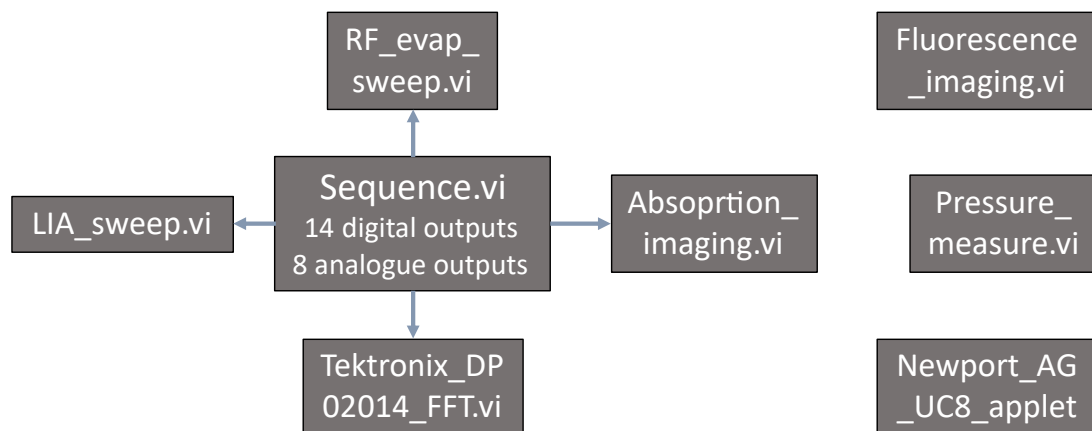 RF_evap_
sweep.vi
Fluorescence
_imaging.vi
Sequence.vi
14 digital outputs
8 analogue outputs
LIA_sweep.vi
Absoprtion_
imaging.vi
Pressure_
measure.vi
Tektronix_DP
02014_FFT.vi
Newport_AG
_UC8_applet